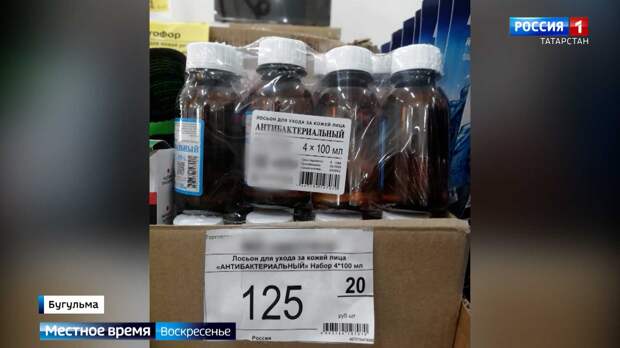 РОССИЯ 1
ТАТАРСТАН
ЛОСЬОН ДЛЯ УХОДА ЗА КОЖЕЙ ЛИЦА
АНТИБАКТЕРИАЛЬНЫЙ
4 × 100 МЛ
Лосьон для ухода за кожей лица
«АНТИБАКТЕРИАЛЬНЫЙ» Набор 4*100 мл
125 20
руб шт
Россия
Бугульма
Местное время Воскресенье